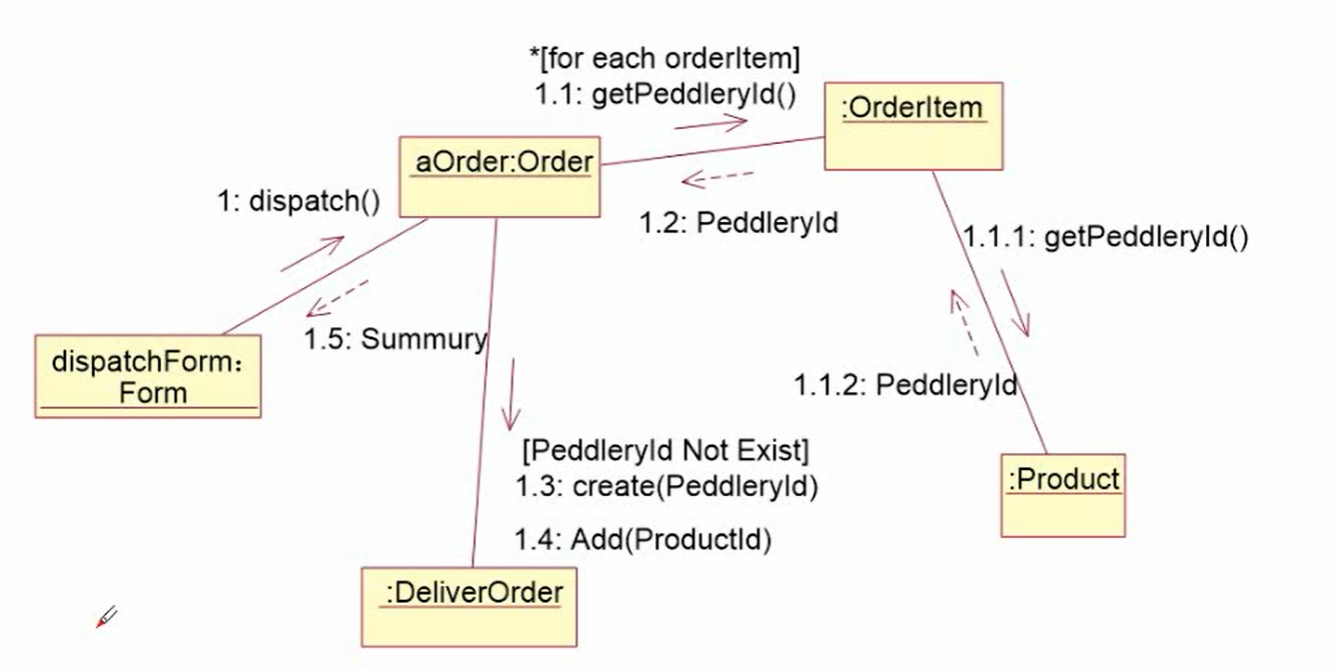 *[for each orderItem]
1.1: getPeddleryId()
:OrderItem
aOrder:Order
1: dispatch()
1.2: PeddleryId
1.1.1: getPeddleryId()
1.5: Summury
dispatchForm：
Form
1.1.2: PeddleryId
[PeddleryId Not Exist]
1.3: create(PeddleryId)
:Product
1.4: Add(ProductId)
:DeliverOrder